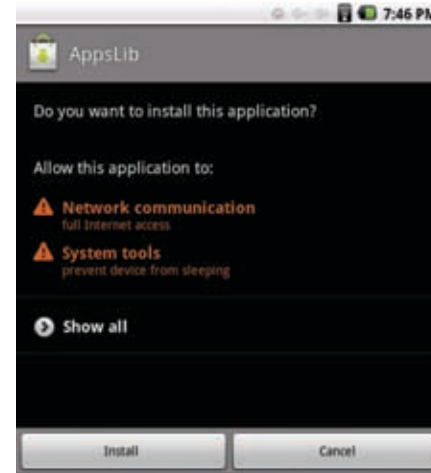 7:46 PM
AppsLib
Do you want to install this application?
Allow this application to:
Network communication
full Internet access
System tools
prevent device from sleeping
Show all
Install
Cancel